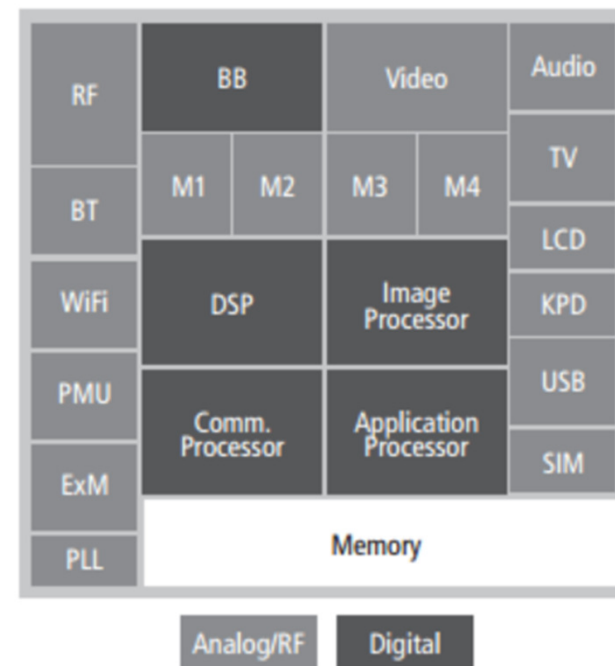 RF
BT
WiFi
PMU
ExM
PLL
BB
Video
M1
M2
M3
M4
DSP
Image
Processor
Comm.
Processor
Application
Processor
Audio
TV
LCD
KPD
USB
SIM
Memory
Analog/RF
Digital